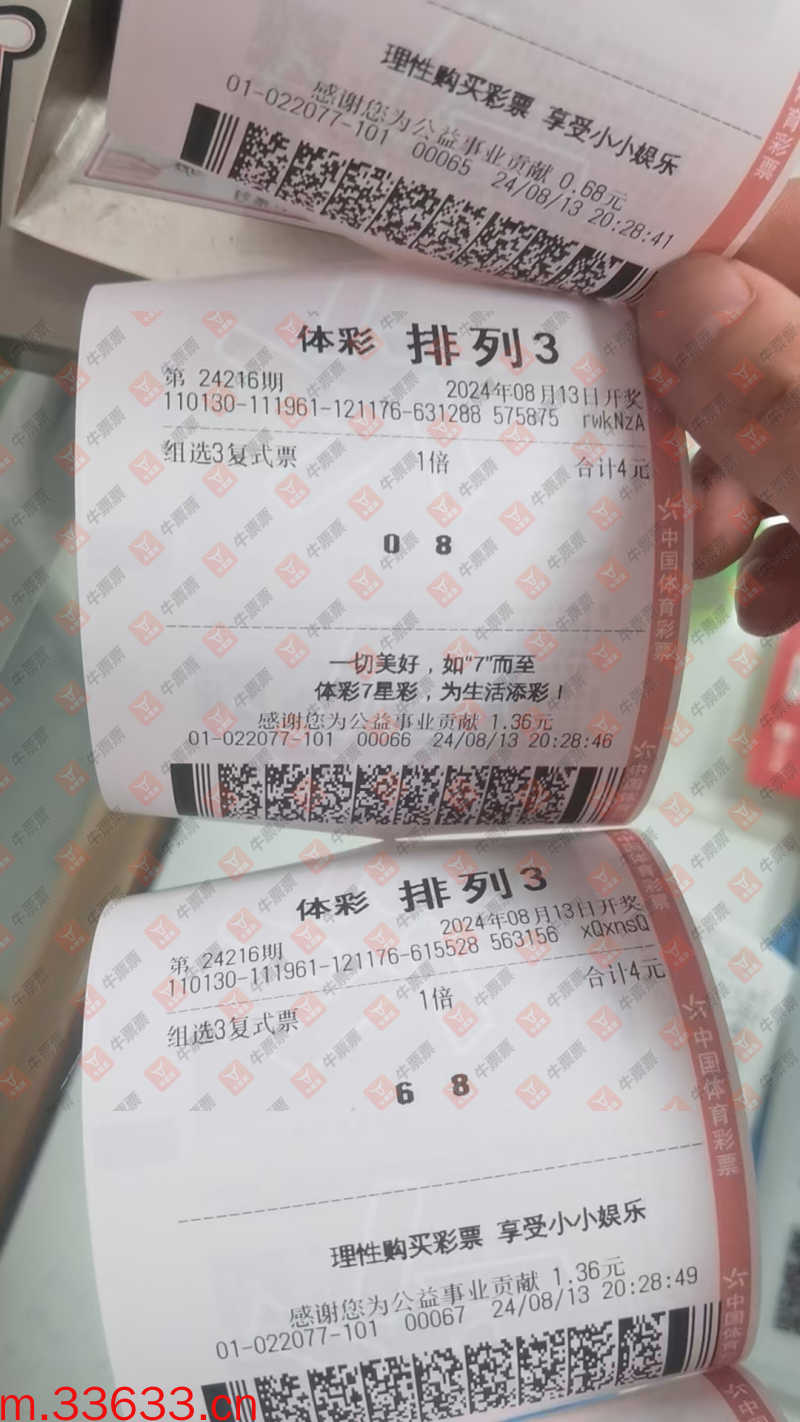 理性购买彩票 享受小小娱乐
感谢您为公益事业贡献 0.68元
01-022077-101 00065 24/08/13 20:28:41
体彩 排列3
第 24216期 2024年08月13日开奖
110130-111961-121176-631288 575875 rwkNzA
组选3复式票 1倍 合计4元
0 8
一切美好，如“7”而至
体彩7星彩，为生活添彩！
感谢您为公益事业贡献 1.36元
01-022077-101 00066 24/08/13 20:28:46
中国体育彩票
体彩 排列3
第 24216期 2024年08月13日开奖
110130-111961-121176-615528 563156 xQxnsQ
组选3复式票 1倍 合计4元
6 8
理性购买彩票 享受小小娱乐
感谢您为公益事业贡献 1.36元
01-022077-101 00067 24/08/13 20:28:49
中国体育彩票
牛票票
m.33633.cn